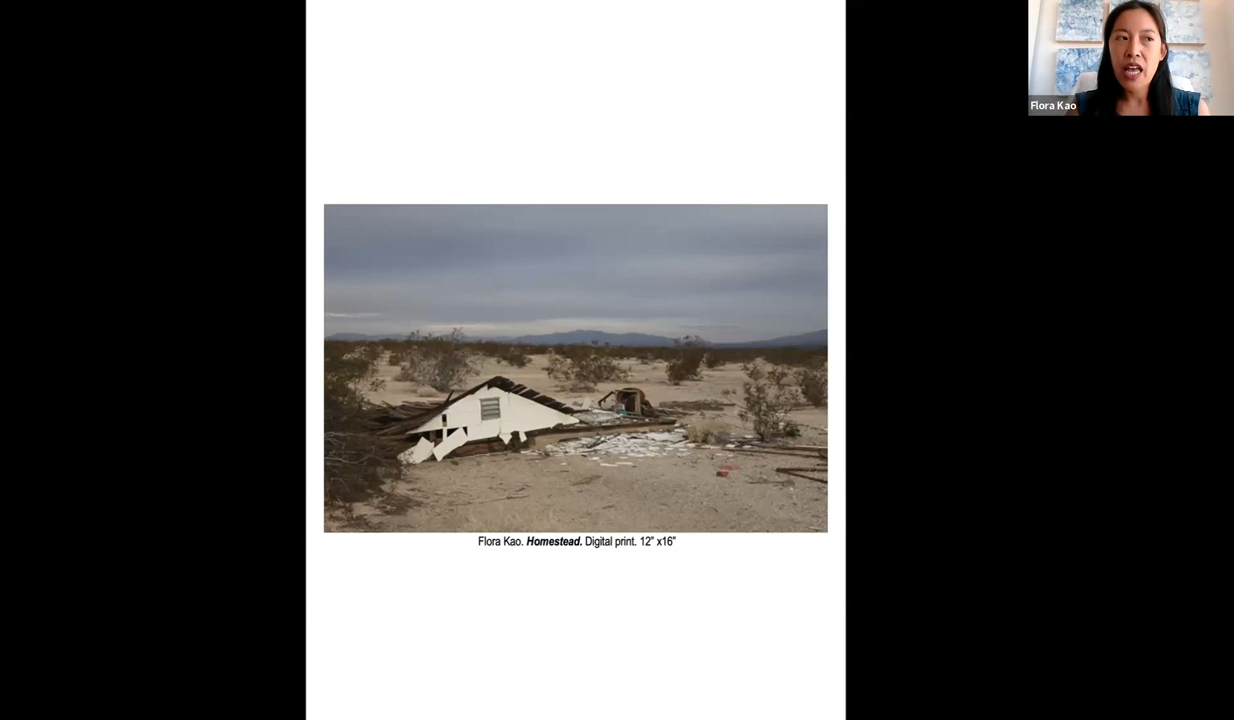 Flora Kao
Flora Kao. Homestead. Digital print. 12” x16”